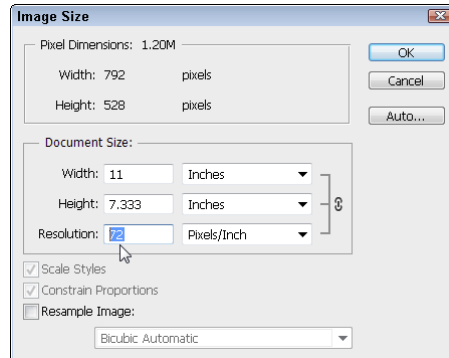 Image Size
Pixel Dimensions: 1.20M
OK
Width: 792 pixels
Cancel
Height: 528 pixels
Auto...
Document Size:
Width: 11 Inches
Height: 7.333 Inches
Resolution: 72 Pixels/Inch
Scale Styles
Constrain Proportions
Resample Image:
Bicubic Automatic